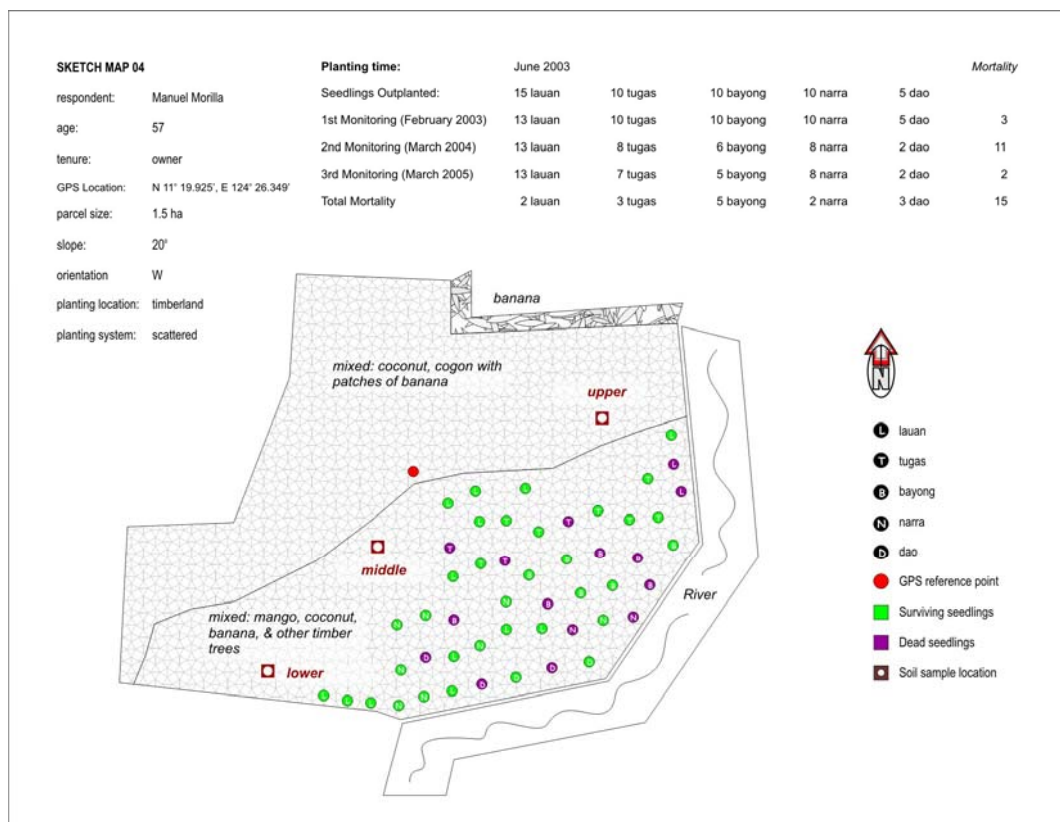 SKETCH MAP 04
respondent: Manuel Morilla
age: 57
tenure: owner
GPS Location: N 11° 19.925', E 124° 26.349'
parcel size: 1.5 ha
slope: 20°
orientation W
planting location: timberland
planting system: scattered
Planting time: June 2003 Mortality
Seedlings Outplanted: 15 lauan 10 tugas 10 bayong 10 narra 5 dao
1st Monitoring (February 2003) 13 lauan 10 tugas 10 bayong 10 narra 5 dao 3
2nd Monitoring (March 2004) 13 lauan 8 tugas 6 bayong 8 narra 2 dao 11
3rd Monitoring (March 2005) 13 lauan 7 tugas 5 bayong 8 narra 2 dao 2
Total Mortality 2 lauan 3 tugas 5 bayong 2 narra 3 dao 15
banana
mixed: coconut, cogon with
patches of banana
upper
middle
mixed: mango, coconut,
banana, & other timber
trees
lower
River
N
L lauan
T tugas
B bayong
N narra
D dao
GPS reference point
Surviving seedlings
Dead seedlings
Soil sample location